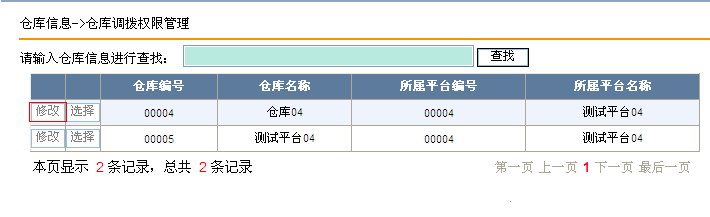 仓库信息->仓库调拨权限管理
请输入仓库信息进行查找： 查找
仓库编号 仓库名称 所属平台编号 所属平台名称
修改 选择 00004 仓库04 00004 测试平台04
修改 选择 00005 测试平台04 00004 测试平台04
本页显示 2 条记录，总共 2 条记录 第一页 上一页 1 下一页 最后一页